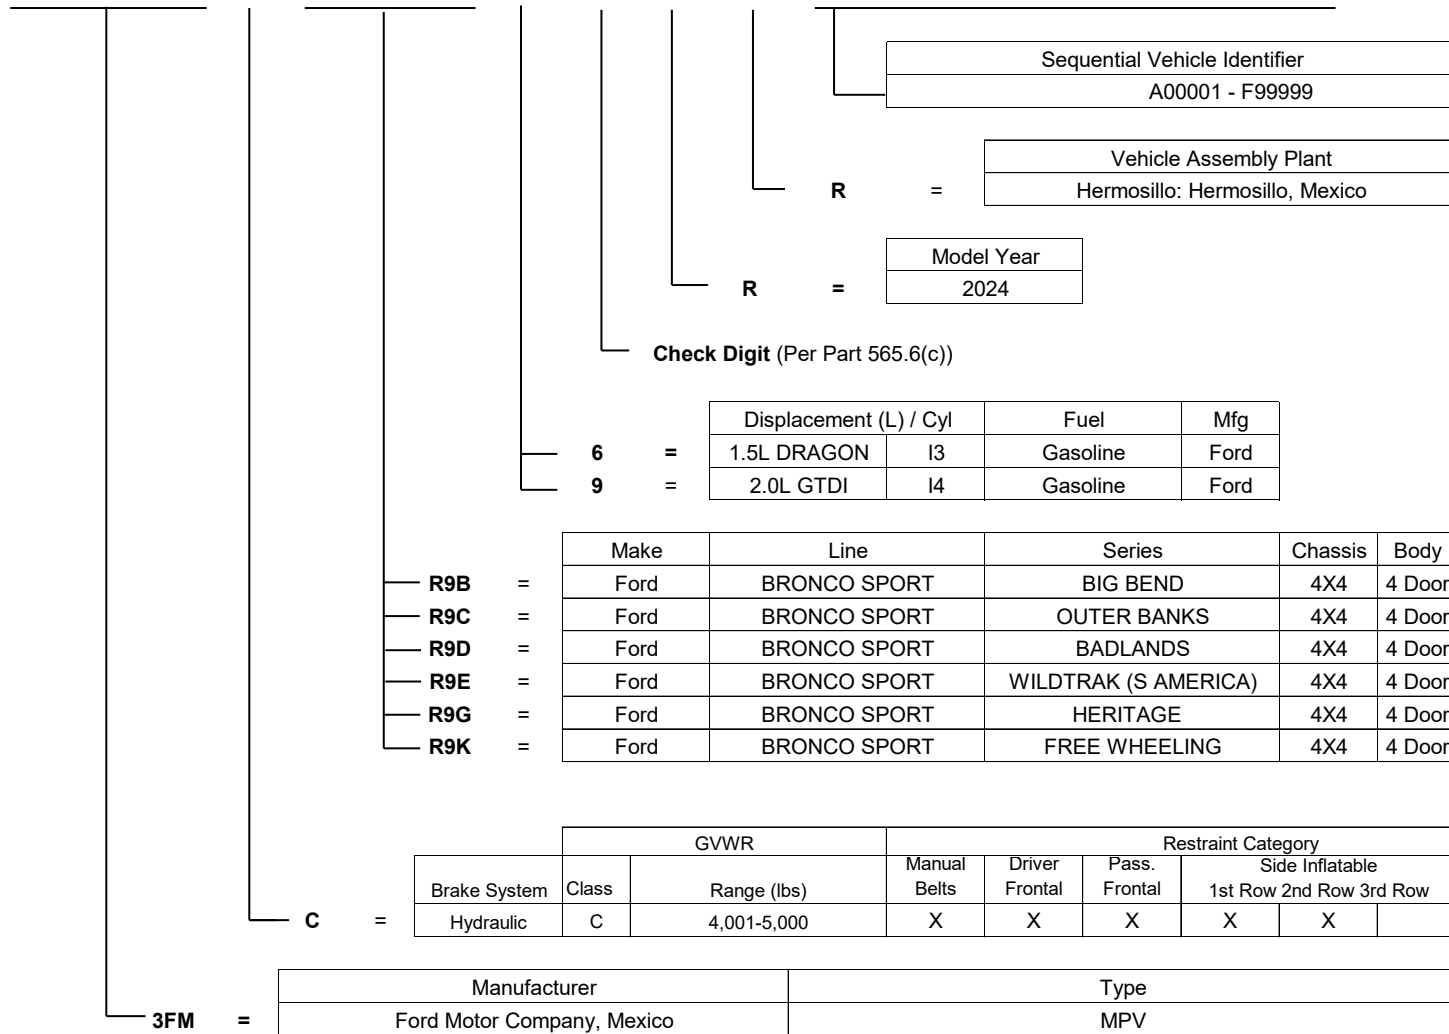 Sequential Vehicle Identifier
A00001 - F99999
Vehicle Assembly Plant
R = Hermosillo: Hermosillo, Mexico
Model Year
R = 2024
Check Digit (Per Part 565.6(c))
Displacement (L) / Cyl Fuel Mfg
6 = 1.5L DRAGON I3 Gasoline Ford
9 = 2.0L GTDI I4 Gasoline Ford
Make Line Series Chassis Body
R9B = Ford BRONCO SPORT BIG BEND 4X4 4 Door
R9C = Ford BRONCO SPORT OUTER BANKS 4X4 4 Door
R9D = Ford BRONCO SPORT BADLANDS 4X4 4 Door
R9E = Ford BRONCO SPORT WILDTRAK (S AMERICA) 4X4 4 Door
R9G = Ford BRONCO SPORT HERITAGE 4X4 4 Door
R9K = Ford BRONCO SPORT FREE WHEELING 4X4 4 Door
GVWR Restraint Category
Manual Driver Pass. Side Inflatable
Brake System Class Range (lbs) Belts Frontal Frontal 1st Row 2nd Row 3rd Row
C = Hydraulic C 4,001-5,000 X X X X X
Manufacturer Type
3FM = Ford Motor Company, Mexico MPV